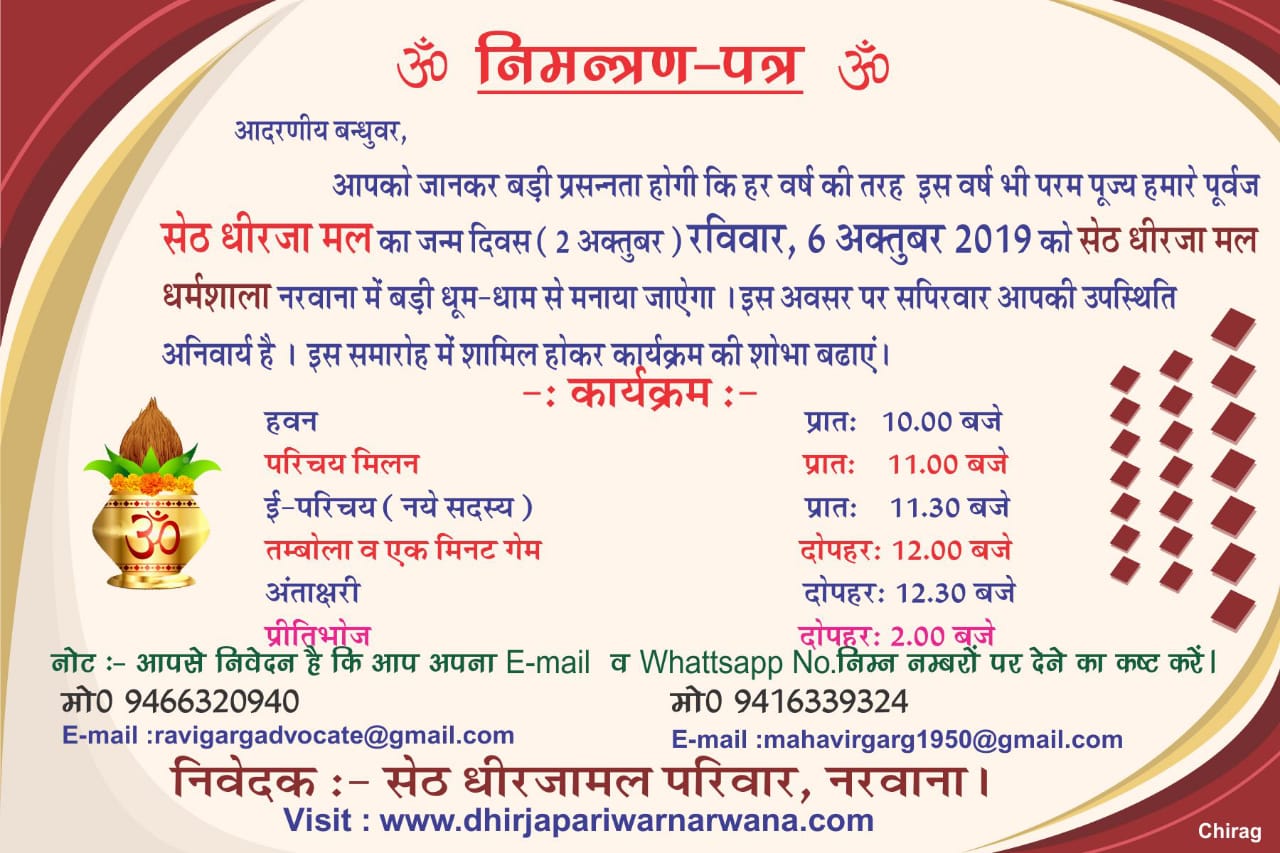 ॐ निमन्त्रण-पत्र ॐ
आदरणीय बन्धुवर,
आपको जानकर बड़ी प्रसन्नता होगी कि हर वर्ष की तरह इस वर्ष भी परम पूज्य हमारे पूर्वज
सेठ धीरजा मल का जन्म दिवस ( 2 अक्तुबर ) रविवार, 6 अक्तुबर 2019 को सेठ धीरजा मल
धर्मशाला नरवाना में बड़ी धूम-धाम से मनाया जाऐगा । इस अवसर पर सपिरवार आपकी उपस्थिति
अनिवार्य है । इस समारोह में शामिल होकर कार्यक्रम की शोभा बढाएं।
-: कार्यक्रम :-
हवन प्रातः 10.00 बजे
परिचय मिलन प्रातः 11.00 बजे
ई-परिचय ( नये सदस्य ) प्रातः 11.30 बजे
तम्बोला व एक मिनट गेम दोपहरः 12.00 बजे
अंताक्षरी दोपहरः 12.30 बजे
प्रीतिभोज दोपहरः 2.00 बजे
नोट :- आपसे निवेदन है कि आप अपना E-mail व Whattsapp No.निम्न नम्बरों पर देने का कष्ट करें।
मो0 9466320940 मो0 9416339324
E-mail :ravigargadvocate@gmail.com E-mail :mahavirgarg1950@gmail.com
निवेदक :- सेठ धीरजामल परिवार, नरवाना।
Visit : www.dhirjapariwarnarwana.com
Chirag
ॐ